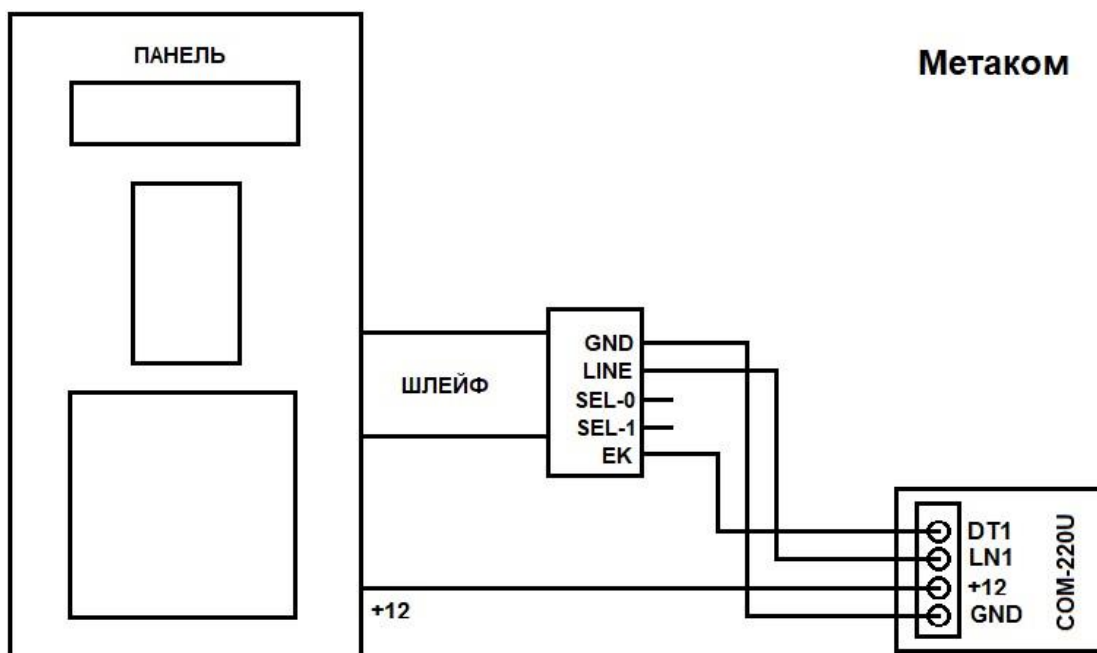 ПАНЕЛЬ
Метаком
ШЛЕЙФ
GND
LINE
SEL-0
SEL-1
EK
+12
DT1
LN1
+12
GND
COM-220U